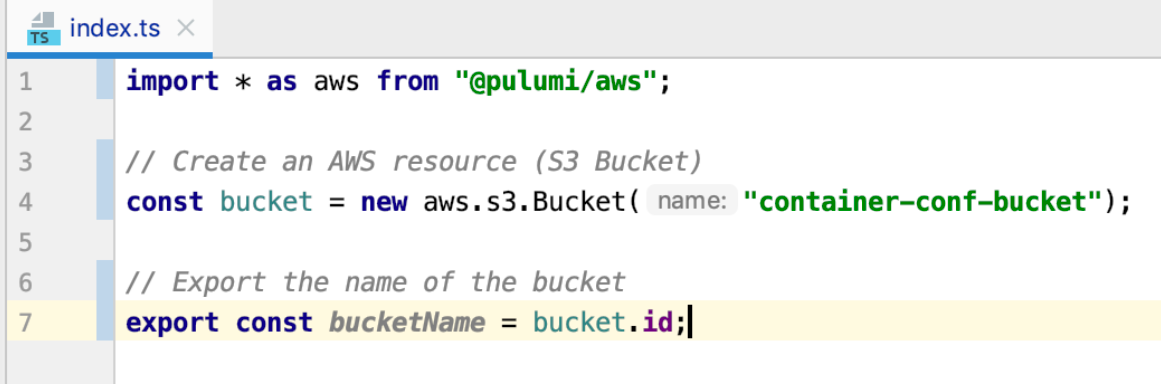 TS index.ts
1 import * as aws from "@pulumi/aws";
2
3 // Create an AWS resource (S3 Bucket)
4 const bucket = new aws.s3.Bucket( name: "container-conf-bucket");
5
6 // Export the name of the bucket
7 export const bucketName = bucket.id;